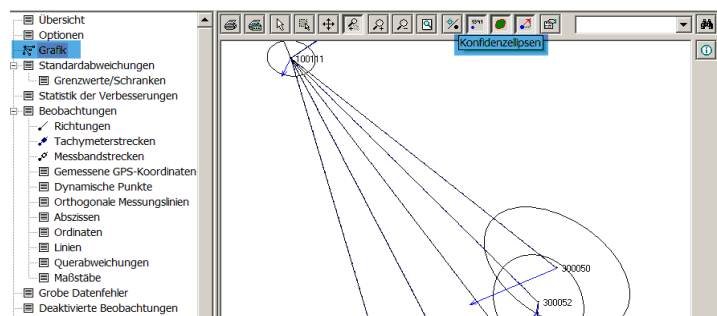 Übersicht
Optionen
Grafik
Standardabweichungen
Grenzwerte/Schranken
Statistik der Verbesserungen
Beobachtungen
Richtungen
Tachymeterstrecken
Messbandstrecken
Gemessene GPS-Koordinaten
Dynamische Punkte
Orthogonale Messungslinien
Abszissen
Ordinaten
Linien
Querabweichungen
Maßstäbe
Grobe Datenfehler
Deaktivierte Beobachtungen
Konfidenzellipsen
100111
300050
300052